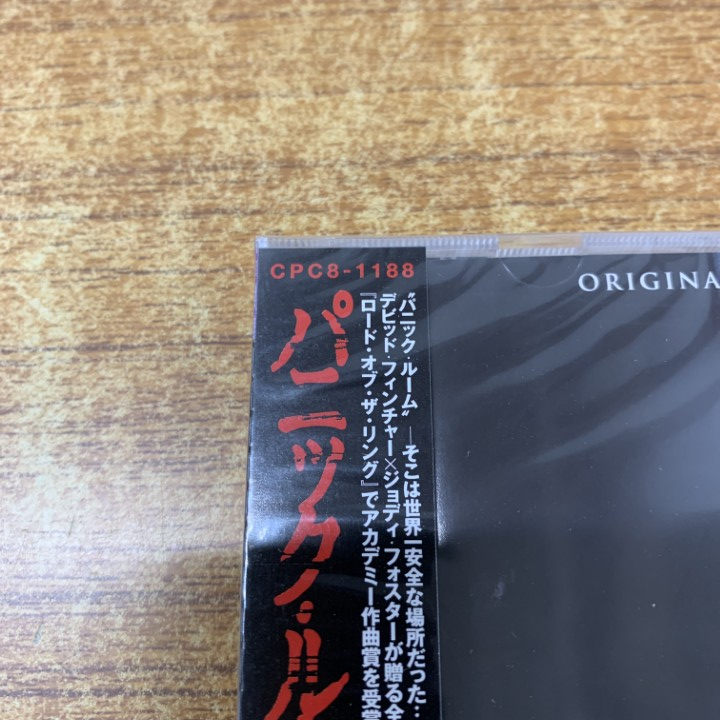 CPC8-1188
ORIGINA
パニック・ル
〝パニック・ルーム〟―そこは世界一安全な場所だった…
デビッド・フィンチャー×ジョディ・フォスターが贈る全
『ロード・オブ・ザ・リング』でアカデミー作曲賞を受賞